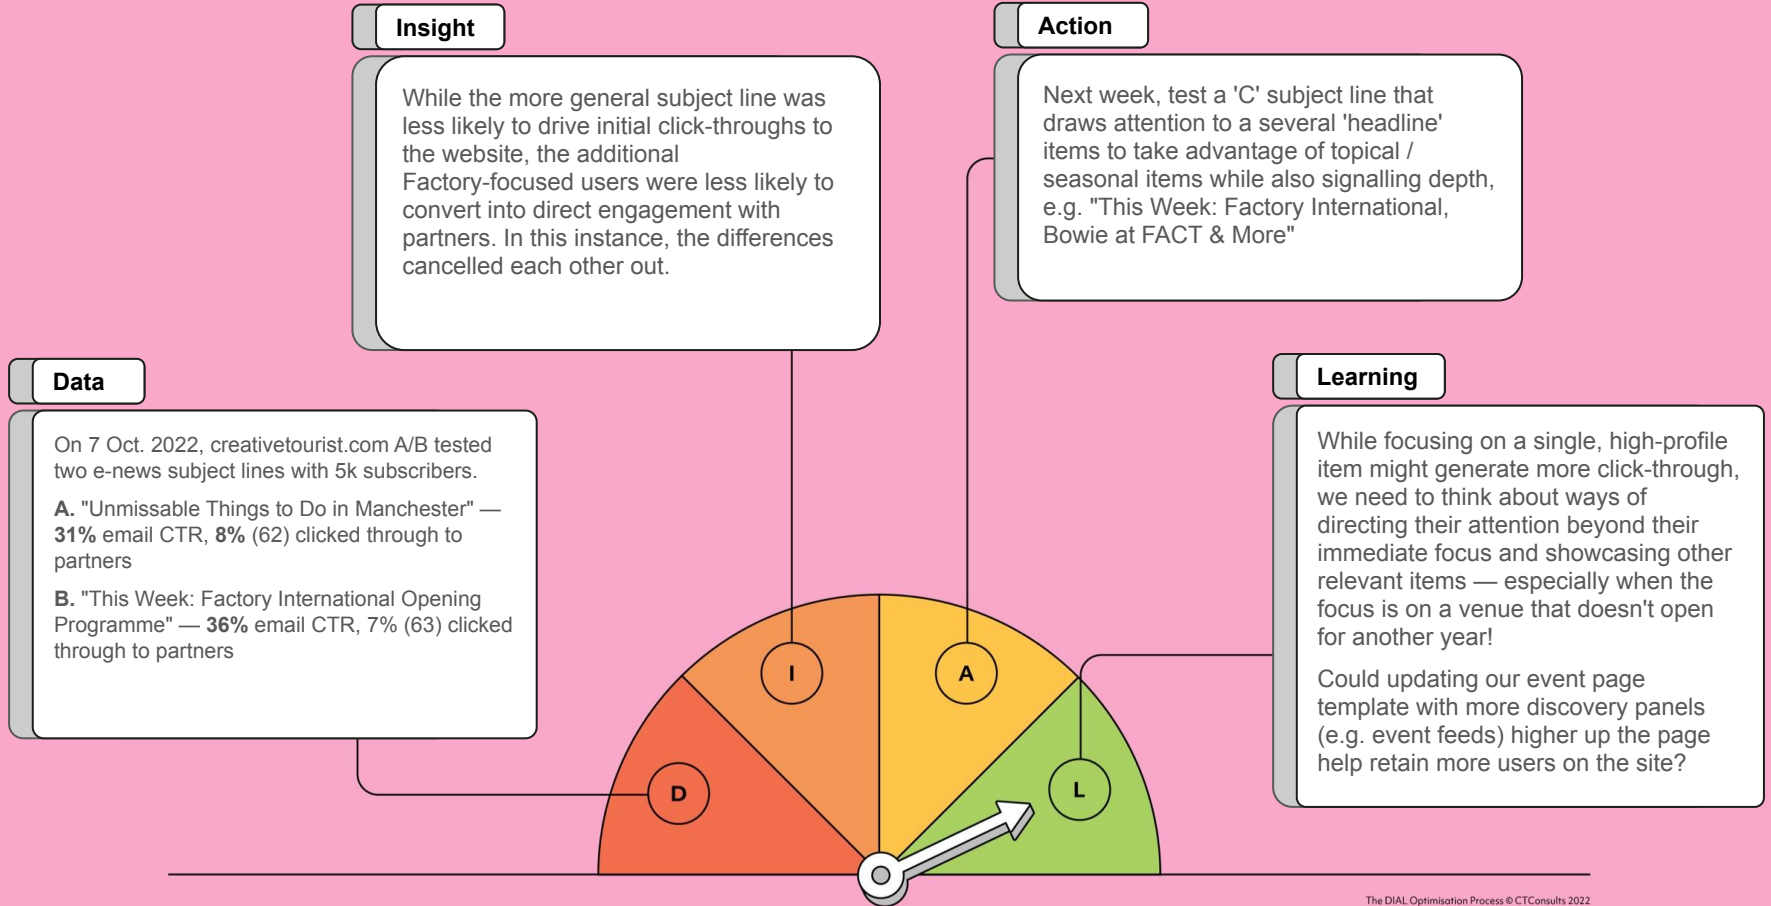 Insight
While the more general subject line was
less likely to drive initial click-throughs to
the website, the additional
Factory-focused users were less likely to
convert into direct engagement with
partners. In this instance, the differences
cancelled each other out.
Action
Next week, test a 'C' subject line that
draws attention to a several 'headline'
items to take advantage of topical /
seasonal items while also signalling depth,
e.g. "This Week: Factory International,
Bowie at FACT & More"
Data
On 7 Oct. 2022, creativetourist.com A/B tested
two e-news subject lines with 5k subscribers.
A. "Unmissable Things to Do in Manchester" —
31% email CTR, 8% (62) clicked through to
partners
B. "This Week: Factory International Opening
Programme" — 36% email CTR, 7% (63) clicked
through to partners
Learning
While focusing on a single, high-profile
item might generate more click-through,
we need to think about ways of
directing their attention beyond their
immediate focus and showcasing other
relevant items — especially when the
focus is on a venue that doesn't open
for another year!
Could updating our event page
template with more discovery panels
(e.g. event feeds) higher up the page
help retain more users on the site?
D
I
A
L
The DIAL Optimisation Process © CTConsults 2022